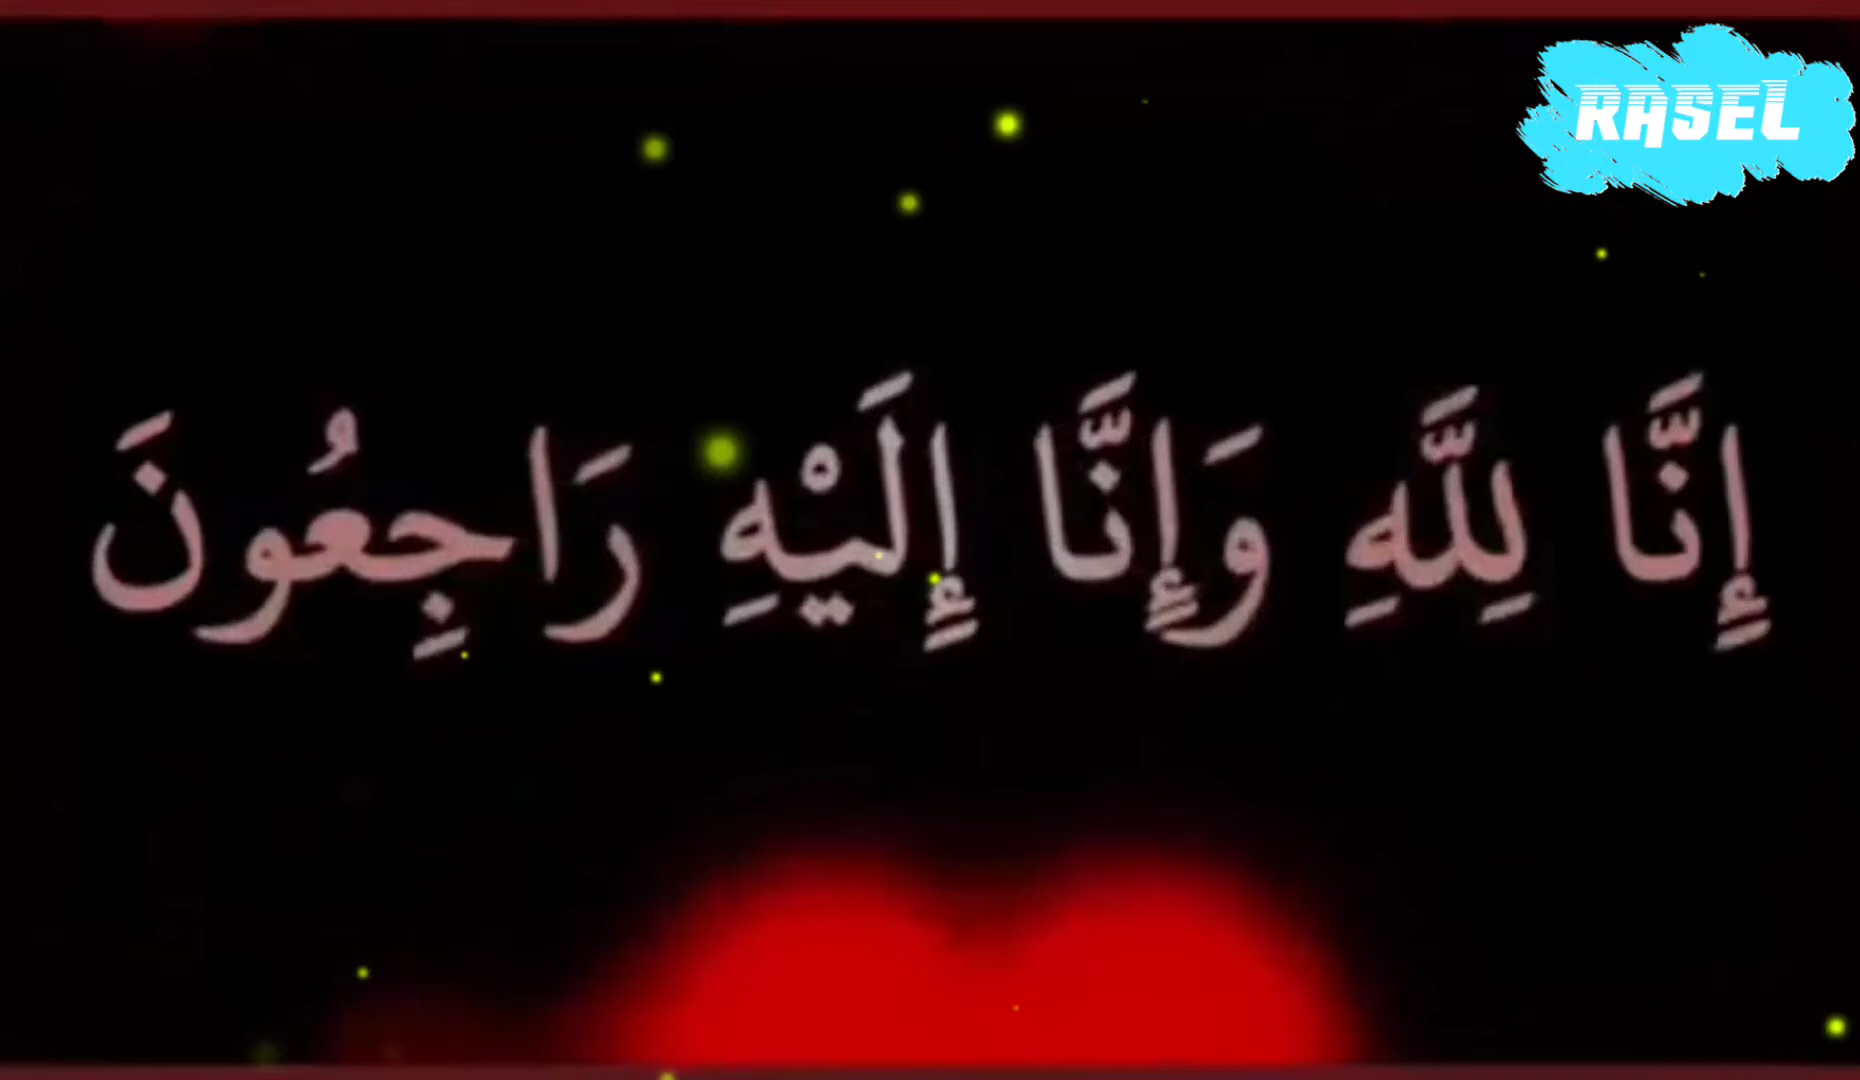 RASEL
إِنَّا لِلَّهِ وَإِنَّا إِلَيْهِ رَاجِعُونَ